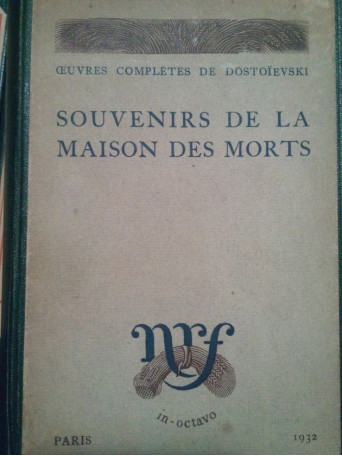 ŒUVRES COMPLÈTES DE DOSTOÏEVSKI
SOUVENIRS DE LA
MAISON DES MORTS
nrf
in-octavo
PARIS 1932